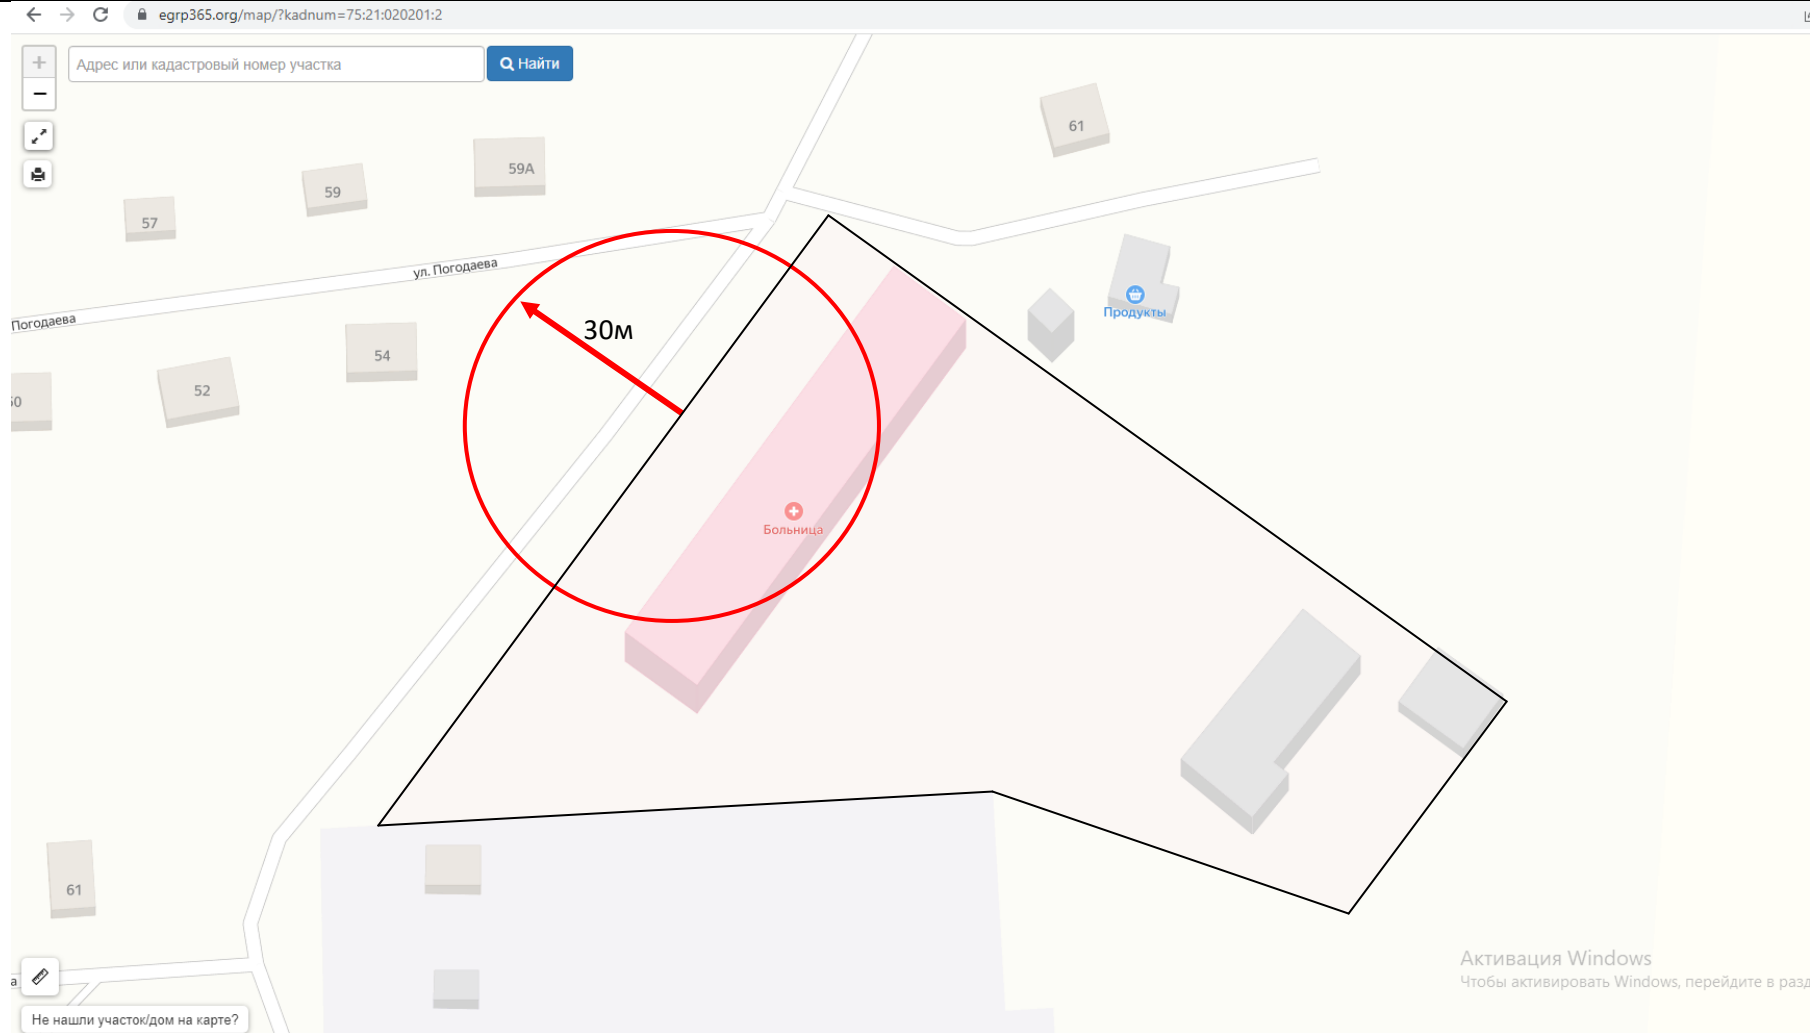 egrp365.org/map/?kadnum=75:21:020201:2
+
Адрес или кадастровый номер участка
Найти
−
61
59А
59
57
ул. Погодаева
Погодаева
Продукты
30м
54
52
Больница
61
Активация Windows
Чтобы активировать Windows, перейдите в разд
а
Не нашли участок/дом на карте?